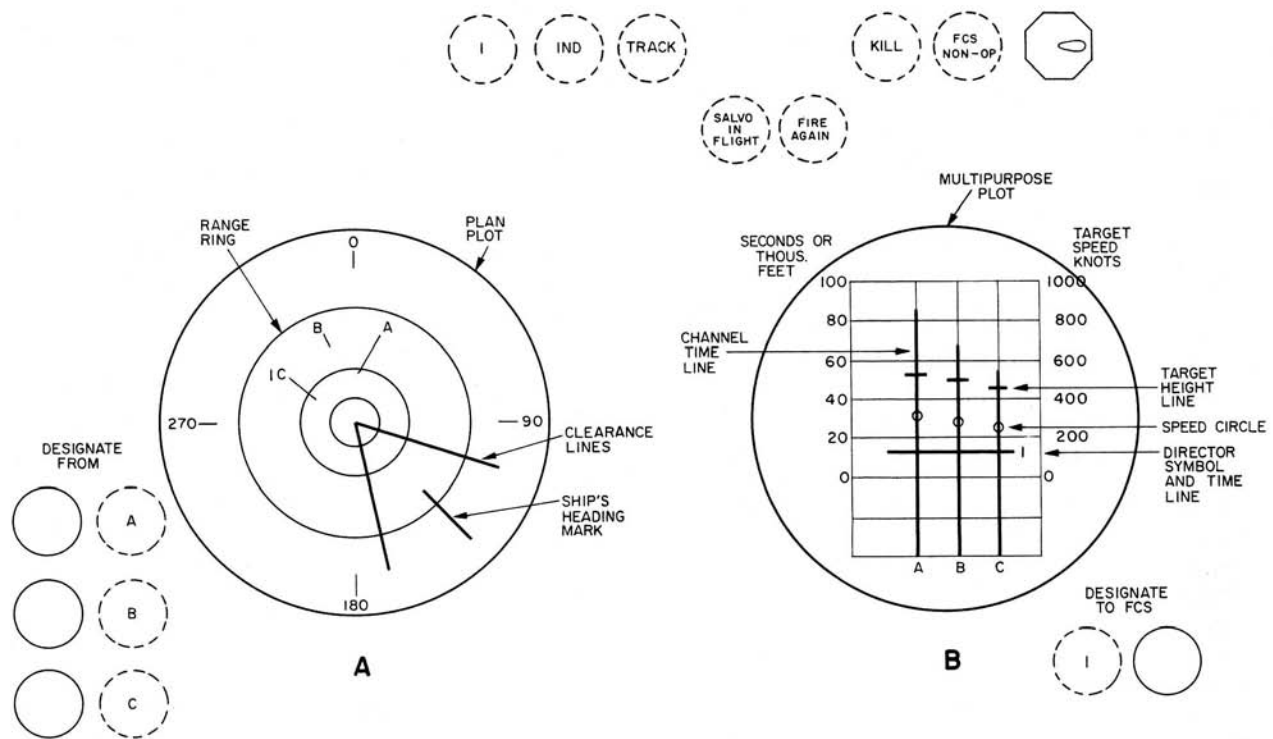 I
IND
TRACK
KILL
FCS
NON-OP
SALVO
IN
FLIGHT
FIRE
AGAIN
RANGE
RING
PLAN
PLOT
0
B
A
I C
270
90
180
CLEARANCE
LINES
SHIP'S
HEADING
MARK
DESIGNATE
FROM
A
B
C
A
MULTIPURPOSE
PLOT
SECONDS OR
THOUS.
FEET
TARGET
SPEED
KNOTS
100
80
60
40
20
0
1000
800
600
400
200
0
CHANNEL
TIME
LINE
TARGET
HEIGHT
LINE
SPEED CIRCLE
I
DIRECTOR
SYMBOL
AND TIME
LINE
A B C
B
DESIGNATE
TO FCS
I